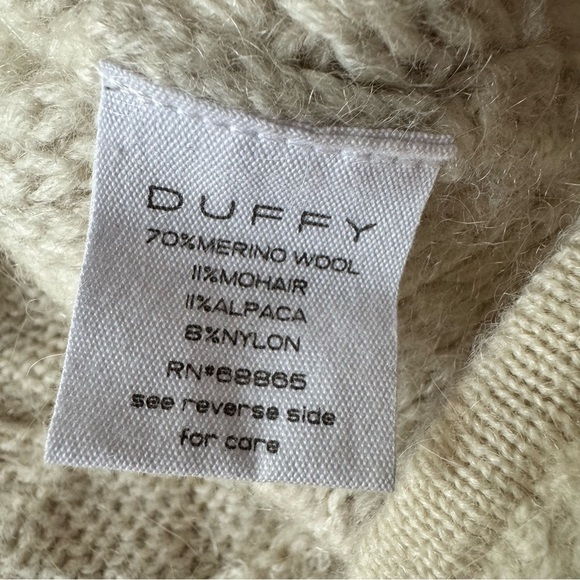 DUFFY
70%MERINO WOOL
11%MOHAIR
11%ALPACA
8%NYLON
RN#68865
see reverse side
for care